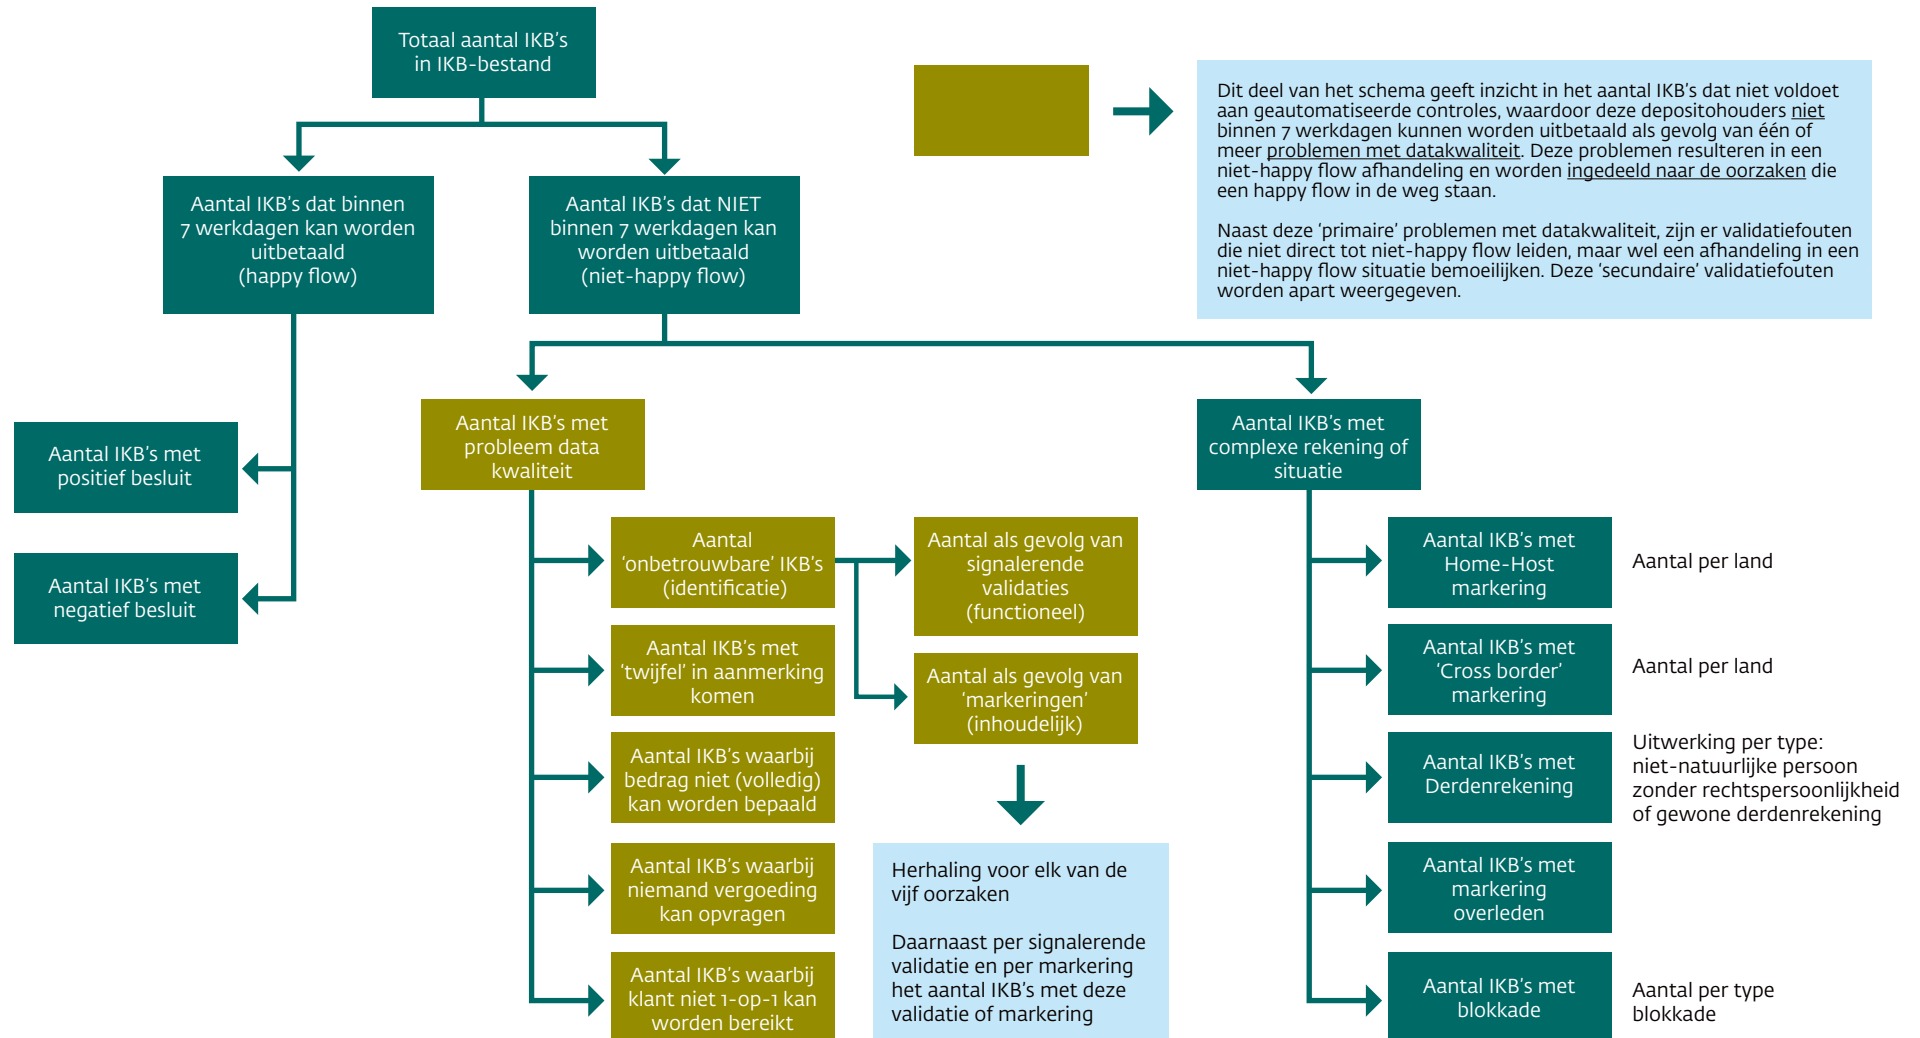 Totaal aantal IKB's
in IKB-bestand
Dit deel van het schema geeft inzicht in het aantal IKB's dat niet voldoet
aan geautomatiseerde controles, waardoor deze depositohouders niet
binnen 7 werkdagen kunnen worden uitbetaald als gevolg van één of
meer problemen met datakwaliteit. Deze problemen resulteren in een
niet-happy flow afhandeling en worden ingedeeld naar de oorzaken die
een happy flow in de weg staan.
Naast deze 'primaire' problemen met datakwaliteit, zijn er validatiefouten
die niet direct tot niet-happy flow leiden, maar wel een afhandeling in een
niet-happy flow situatie bemoeilijken. Deze 'secundaire' validatiefouten
worden apart weergegeven.
Aantal IKB's dat binnen
7 werkdagen kan worden
uitbetaald
(happy flow)
Aantal IKB's dat NIET
binnen 7 werkdagen kan
worden uitbetaald
(niet-happy flow)
Aantal IKB's met
positief besluit
Aantal IKB's met
negatief besluit
Aantal IKB's met
probleem data
kwaliteit
Aantal
'onbetrouwbare' IKB's
(identificatie)
Aantal IKB's met
'twijfel' in aanmerking
komen
Aantal IKB's waarbij
bedrag niet (volledig)
kan worden bepaald
Aantal IKB's waarbij
niemand vergoeding
kan opvragen
Aantal IKB's waarbij
klant niet 1-op-1 kan
worden bereikt
Aantal als gevolg van
signalerende
validaties
(functioneel)
Aantal als gevolg van
'markeringen'
(inhoudelijk)
Herhaling voor elk van de
vijf oorzaken
Daarnaast per signalerende
validatie en per markering
het aantal IKB's met deze
validatie of markering
Aantal IKB's met
complexe rekening of
situatie
Aantal IKB's met
Home-Host
markering
Aantal per land
Aantal IKB's met
'Cross border'
markering
Aantal per land
Aantal IKB's met
Derdenrekening
Uitwerking per type:
niet-natuurlijke persoon
zonder rechtspersoonlijkheid
of gewone derdenrekening
Aantal IKB's met
markering
overleden
Aantal IKB's met
blokkade
Aantal per type
blokkade